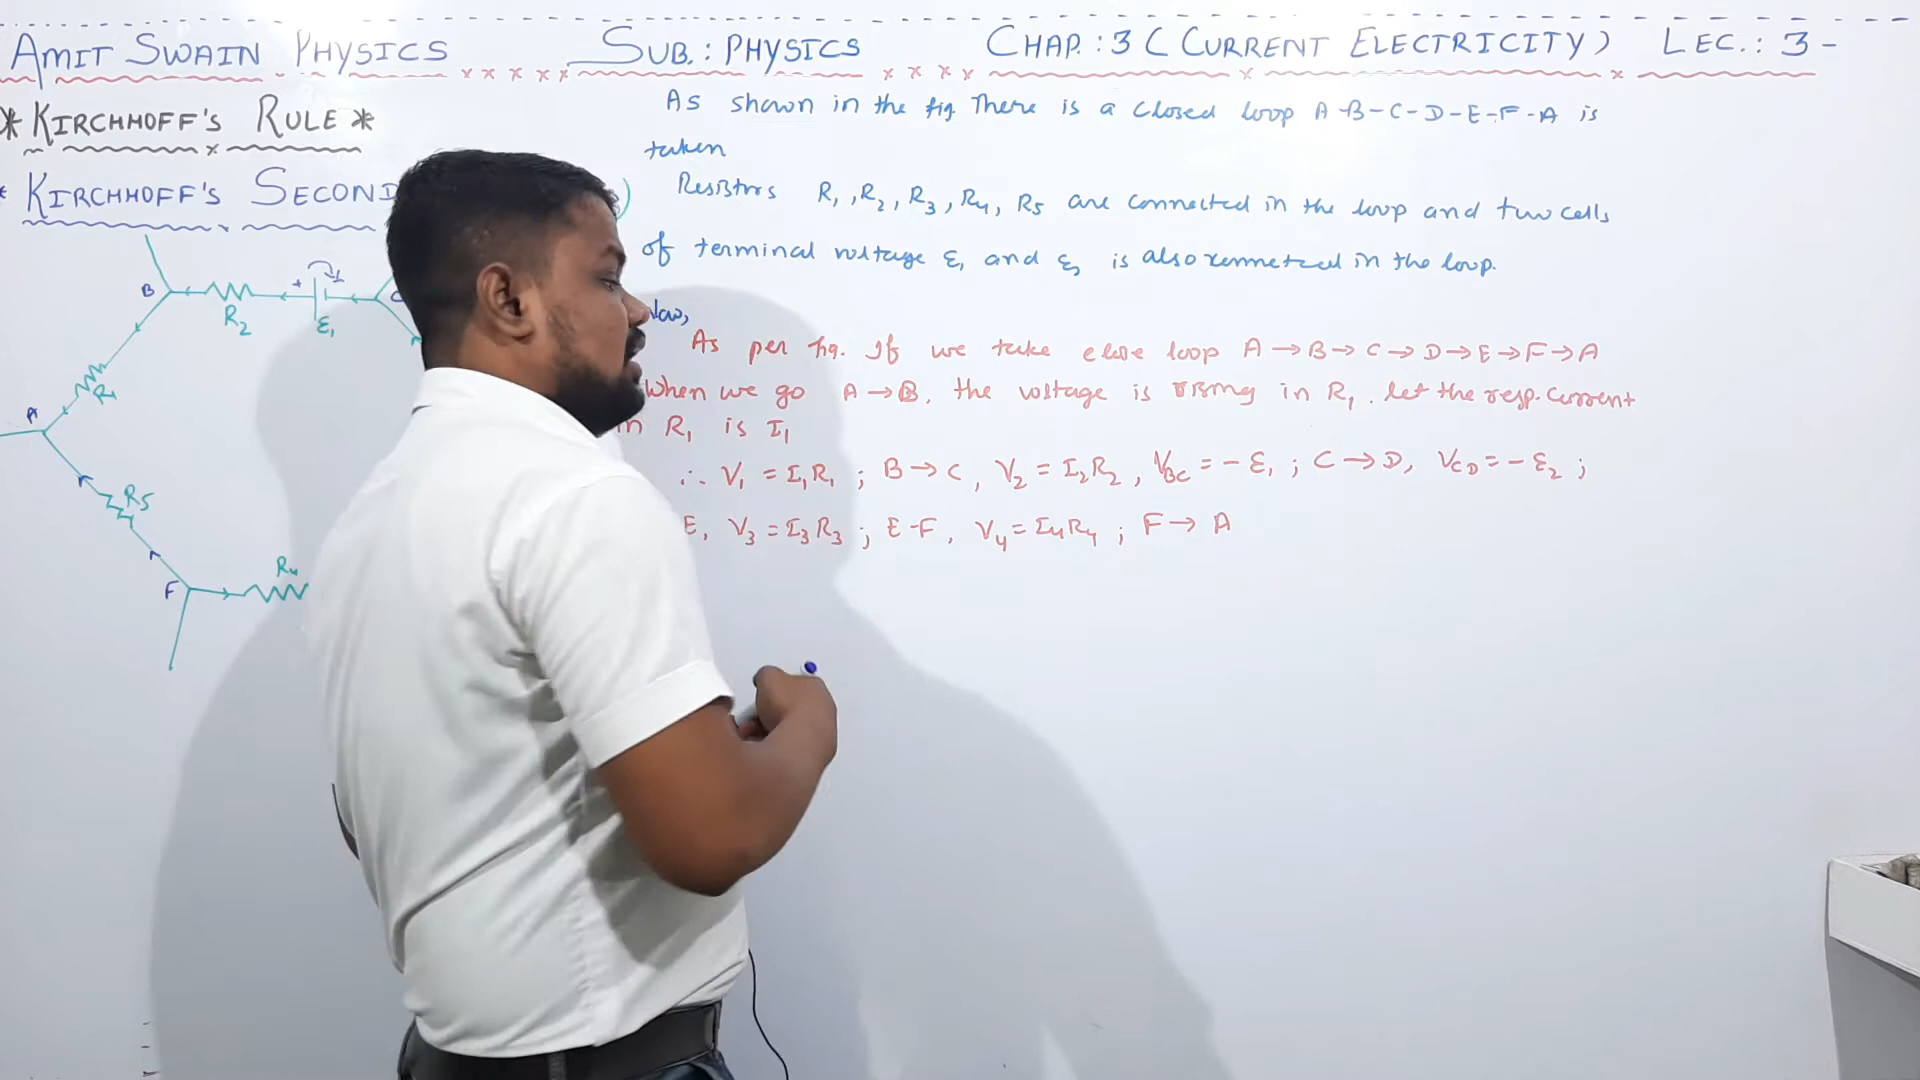 AMIT SWAIN PHYSICS SUB.: PHYSICS CHAP.: 3 (CURRENT ELECTRICITY) LEC.: 3-
* KIRCHHOFF'S RULE *
* KIRCHHOFF'S SECOND
As shown in the fig. There is a closed loop A-B-C-D-E-F-A is
taken
Resistors R1, R2, R3, R4, R5 are connected in the loop and two cells
of terminal voltage ε1 and ε2 is also connected in the loop.
Now,
As per fig. If we take close loop A → B → C → D → E → F → A
When we go A → B, the voltage is rising in R1. let the resp. current
in R1 is I1
∴ V1 = I1R1 ; B → C, V2 = I2R2, VBC = -ε1 ; C → D, VCD = -ε2 ;
E, V3 = I3R3 ; E-F, V4 = I4R4 ; F → A
B
R2
+
ε1
C
R1
A
R5
F
R4